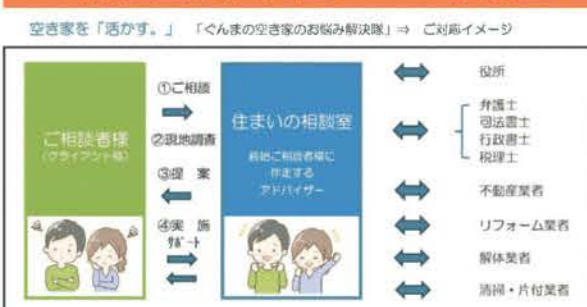 空き家を「活かす。」 「ぐんまの空き家のお悩み解決隊」⇒ ご対応イメージ
ご相談者様
(クライアント様)
①ご相談
②現地調査
③提 案
④実 施
ｻﾎﾟｰﾄ
住まいの相談室
終始ご相談者様に
伴走する
アドバイザー
役所
弁護士
司法書士
行政書士
税理士
不動産業者
リフォーム業者
解体業者
清掃・片付業者